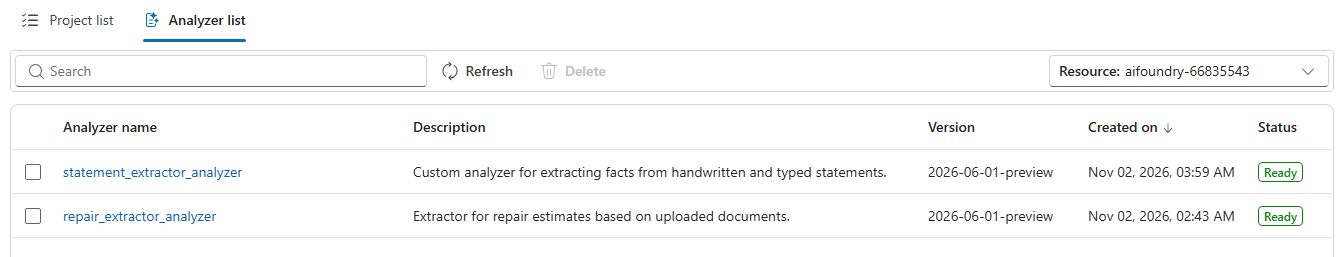 Project list Analyzer list
Search Refresh Delete Resource: aifoundry-66835543
Analyzer name Description Version Created on ↓ Status
statement_extractor_analyzer Custom analyzer for extracting facts from handwritten and typed statements. 2026-06-01-preview Nov 02, 2026, 03:59 AM Ready
repair_extractor_analyzer Extractor for repair estimates based on uploaded documents. 2026-06-01-preview Nov 02, 2026, 02:43 AM Ready